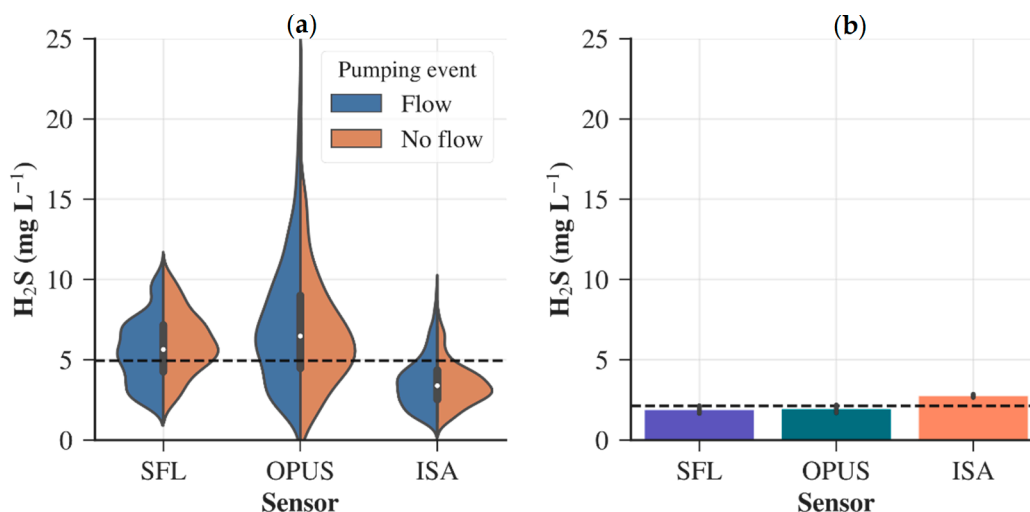 (a)
H₂S (mg L⁻¹)
25
20
15
10
5
0
Pumping event
Flow
No flow
SFL OPUS ISA
Sensor
(b)
H₂S (mg L⁻¹)
25
20
15
10
5
0
SFL OPUS ISA
Sensor